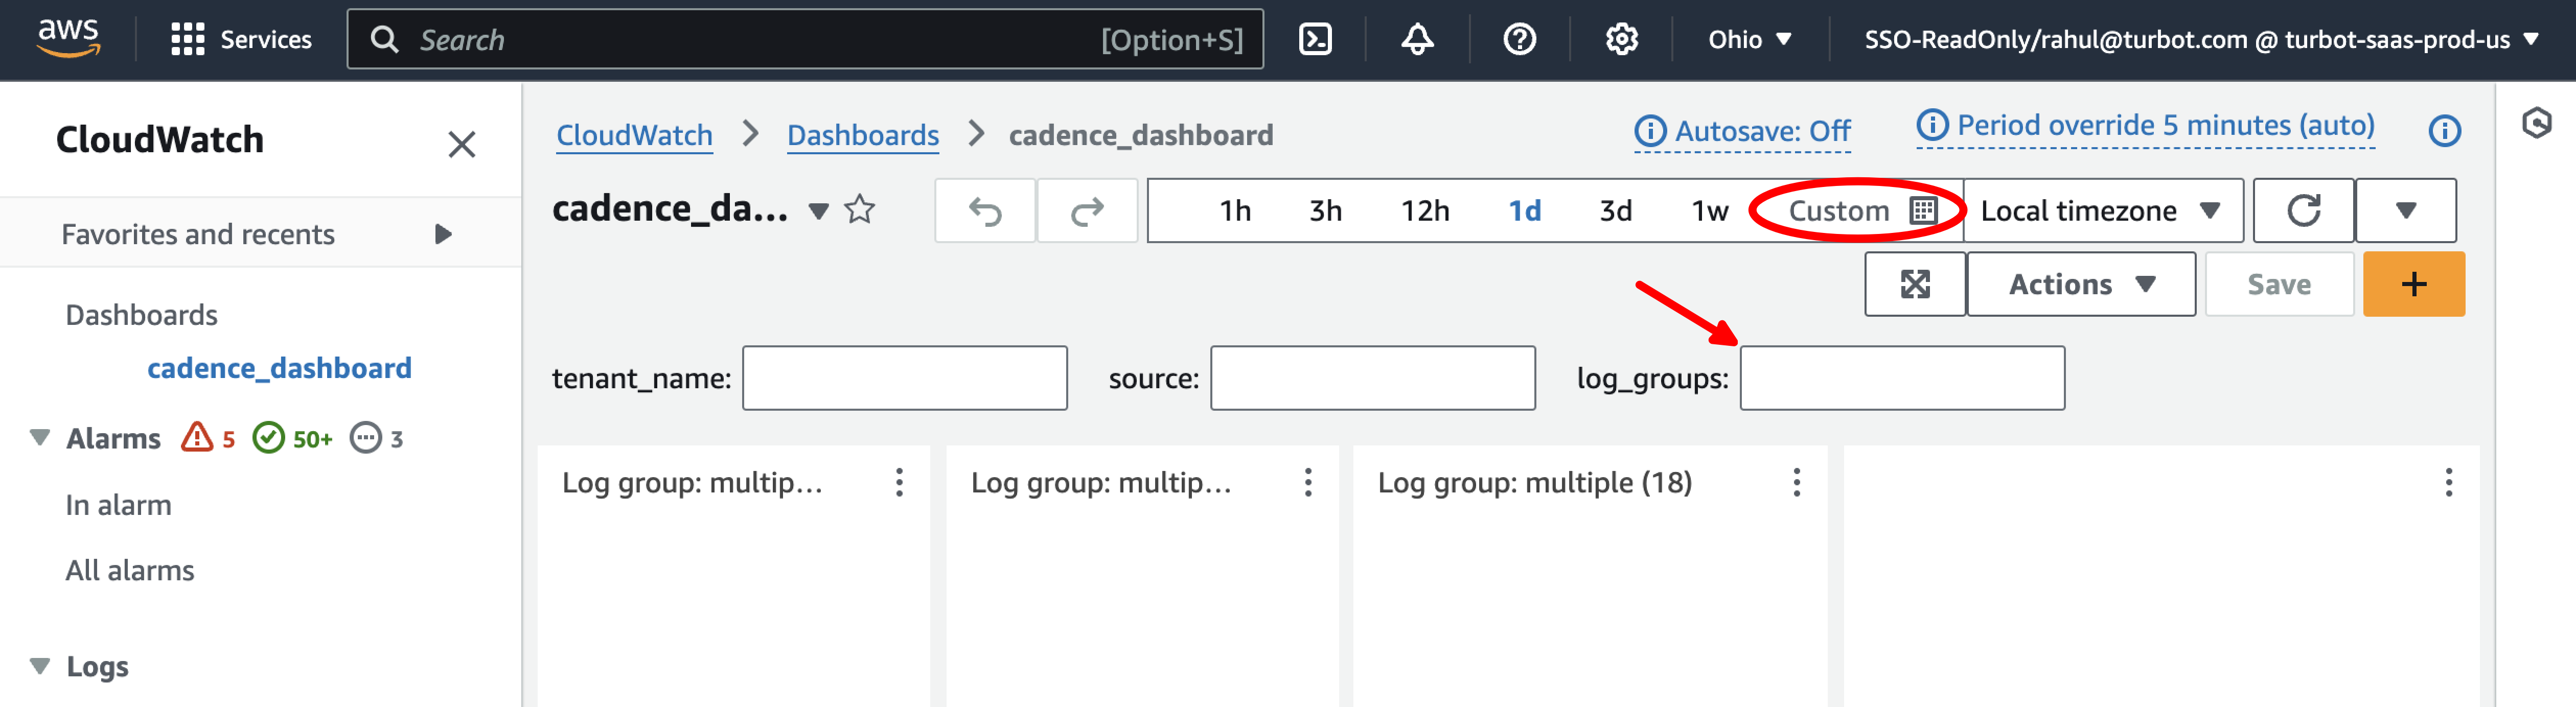 aws Services Search [Option+S] Ohio SSO-ReadOnly/rahul@turbot.com @ turbot-saas-prod-us
CloudWatch
Favorites and recents
Dashboards
cadence_dashboard
Alarms 5 50+ 3
In alarm
All alarms
Logs
CloudWatch Dashboards cadence_dashboard Autosave: Off Period override 5 minutes (auto)
cadence_da... 1h 3h 12h 1d 3d 1w Custom Local timezone
Actions Save +
tenant_name: source: log_groups:
Log group: multip... Log group: multip... Log group: multiple (18)